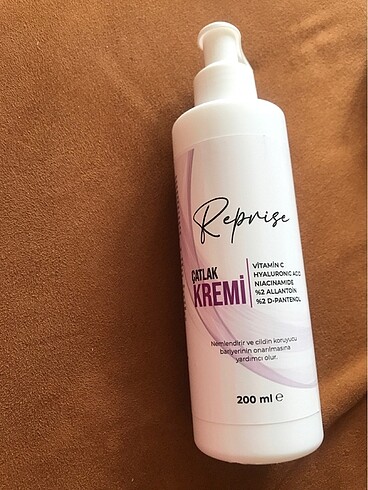 Reprise
ÇATLAK
KREMİ
VİTAMİN C
HYALURONIC ACID
NIACINAMIDE
%2 ALLANTOİN
%2 D-PANTENOL
Nemlendirir ve cildin koruyucu
bariyerinin onarılmasına
yardımcı olur.
200 ml ℮